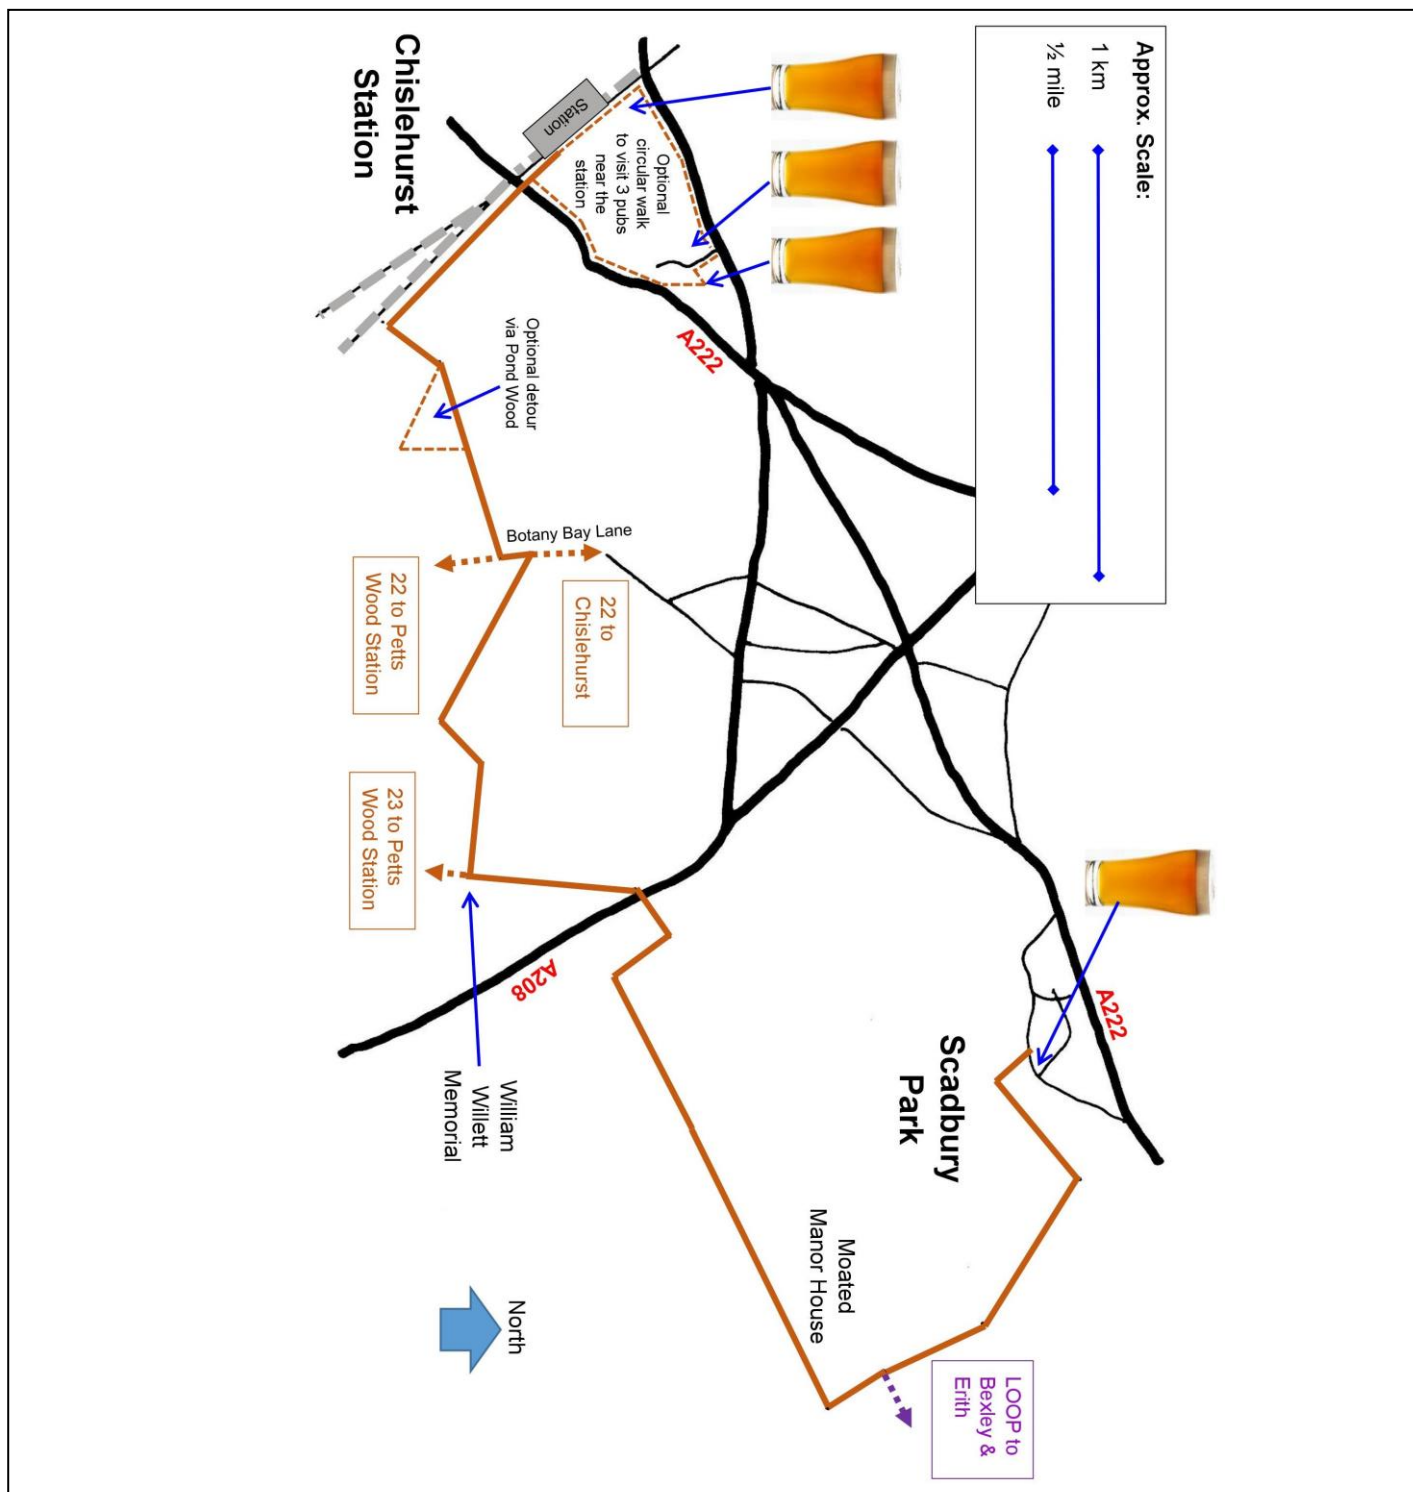 Approx. Scale:
1 km
½ mile
Chislehurst
Station
Station
Optional
circular walk
to visit 3 pubs
near the
station
A222
Optional detour
via Pond Wood
Botany Bay Lane
22 to
Chislehurst
22 to Petts
Wood Station
23 to Petts
Wood Station
A208
William
Willett
Memorial
A222
Scadbury
Park
Moated
Manor House
LOOP to
Bexley &
Erith
North